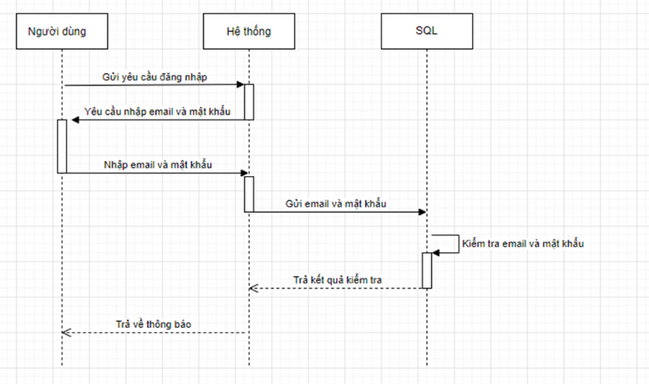 Người dùng
Hệ thống
SQL
Gửi yêu cầu đăng nhập
Yêu cầu nhập email và mật khẩu
Nhập email và mật khẩu
Gửi email và mật khẩu
Kiểm tra email và mật khẩu
Trả kết quả kiểm tra
Trả về thông báo